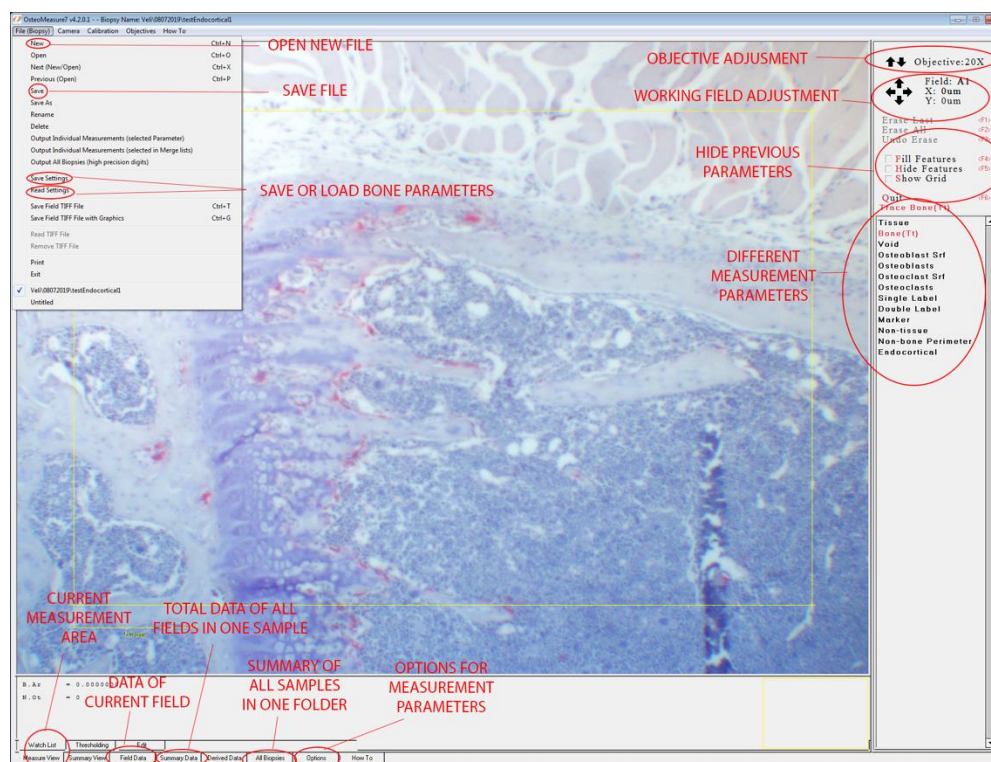 OsteoMeasure7 v4.2.0.1 - - Biopsy Name: Veli\08072019\testEndocortical1
File (Biopsy) Camera Calibration Objectives How To
New Ctrl+N
Open Ctrl+O
Next (New/Open) Ctrl+X
Previous (Open) Ctrl+P
Save
Save As
Rename
Delete
Output Individual Measurements (selected Parameter)
Output Individual Measurements (selected in Merge lists)
Output All Biopsies (high precision digits)
Save Settings
Read Settings
Save Field TIFF File Ctrl+T
Save Field TIFF File with Graphics Ctrl+G
Read TIFF File
Remove TIFF File
Print
Exit
Veli\08072019\testEndocortical1
Untitled
OPEN NEW FILE
SAVE FILE
SAVE OR LOAD BONE PARAMETERS
OBJECTIVE ADJUSMENT
WORKING FIELD ADJUSTMENT
HIDE PREVIOUS
PARAMETERS
DIFFERENT
MEASUREMENT
PARAMETERS
Objective:20X
Field: A1
X: 0um
Y: 0um
Erase Last <F1>
Erase All <F2>
Undo Erase
Fill Features <F4>
Hide Features <F5>
Show Grid
Quit <F6>
Trace Bone(Tt)
Tissue
Bone(Tt)
Void
Osteoblast Srf
Osteoblasts
Osteoclast Srf
Osteoclasts
Single Label
Double Label
Marker
Non-tissue
Non-bone Perimeter
Endocortical
CURRENT
MEASUREMENT
AREA
TOTAL DATA OF ALL
FIELDS IN ONE SAMPLE
DATA OF
CURRENT FIELD
SUMMARY OF
ALL SAMPLES
IN ONE FOLDER
OPTIONS FOR
MEASUREMENT
PARAMETERS
B.Ar = 0.0000000
N.Ot = 0
Watch List Thresholding Edit
Measure View Summary View Field Data Summary Data Derived Data All Biopsies Options How To